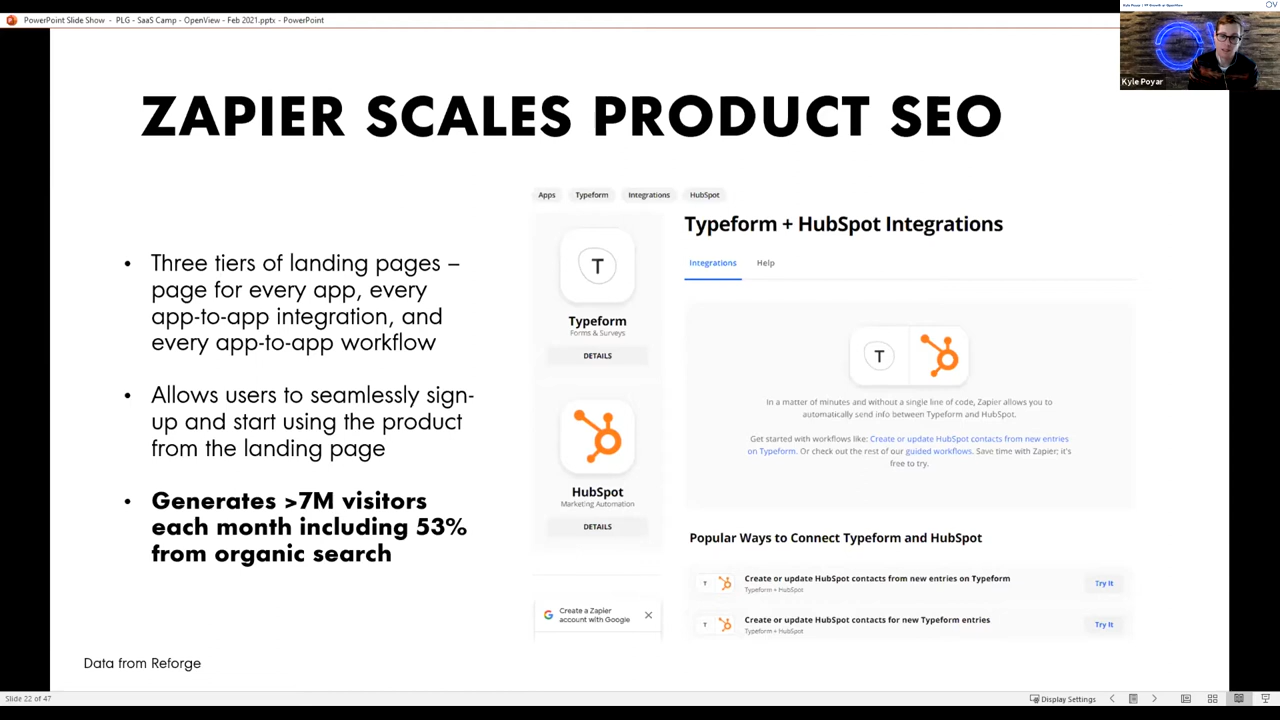 PowerPoint Slide Show - PLG - SaaS Camp - OpenView - Feb 2021.pptx - PowerPoint
Kyle Poyar
ZAPIER SCALES PRODUCT SEO
• Three tiers of landing pages –
page for every app, every
app-to-app integration, and
every app-to-app workflow
• Allows users to seamlessly sign-
up and start using the product
from the landing page
• Generates >7M visitors
each month including 53%
from organic search
Data from Reforge
Apps Typeform Integrations HubSpot
T
Typeform
Forms & Surveys
DETAILS
HubSpot
Marketing Automation
DETAILS
Create a Zapier
account with Google
Typeform + HubSpot Integrations
Integrations Help
T
In a matter of minutes and without a single line of code, Zapier allows you to
automatically send info between Typeform and HubSpot.
Get started with workflows like: Create or update HubSpot contacts from new entries
on Typeform. Or check out the rest of our guided workflows. Save time with Zapier; it's
free to try.
Popular Ways to Connect Typeform and HubSpot
T
Create or update HubSpot contacts from new entries on Typeform
Typeform + HubSpot
Try It
T
Create or update HubSpot contacts for new Typeform entries
Typeform + HubSpot
Try It
Slide 22 of 47
Display Settings